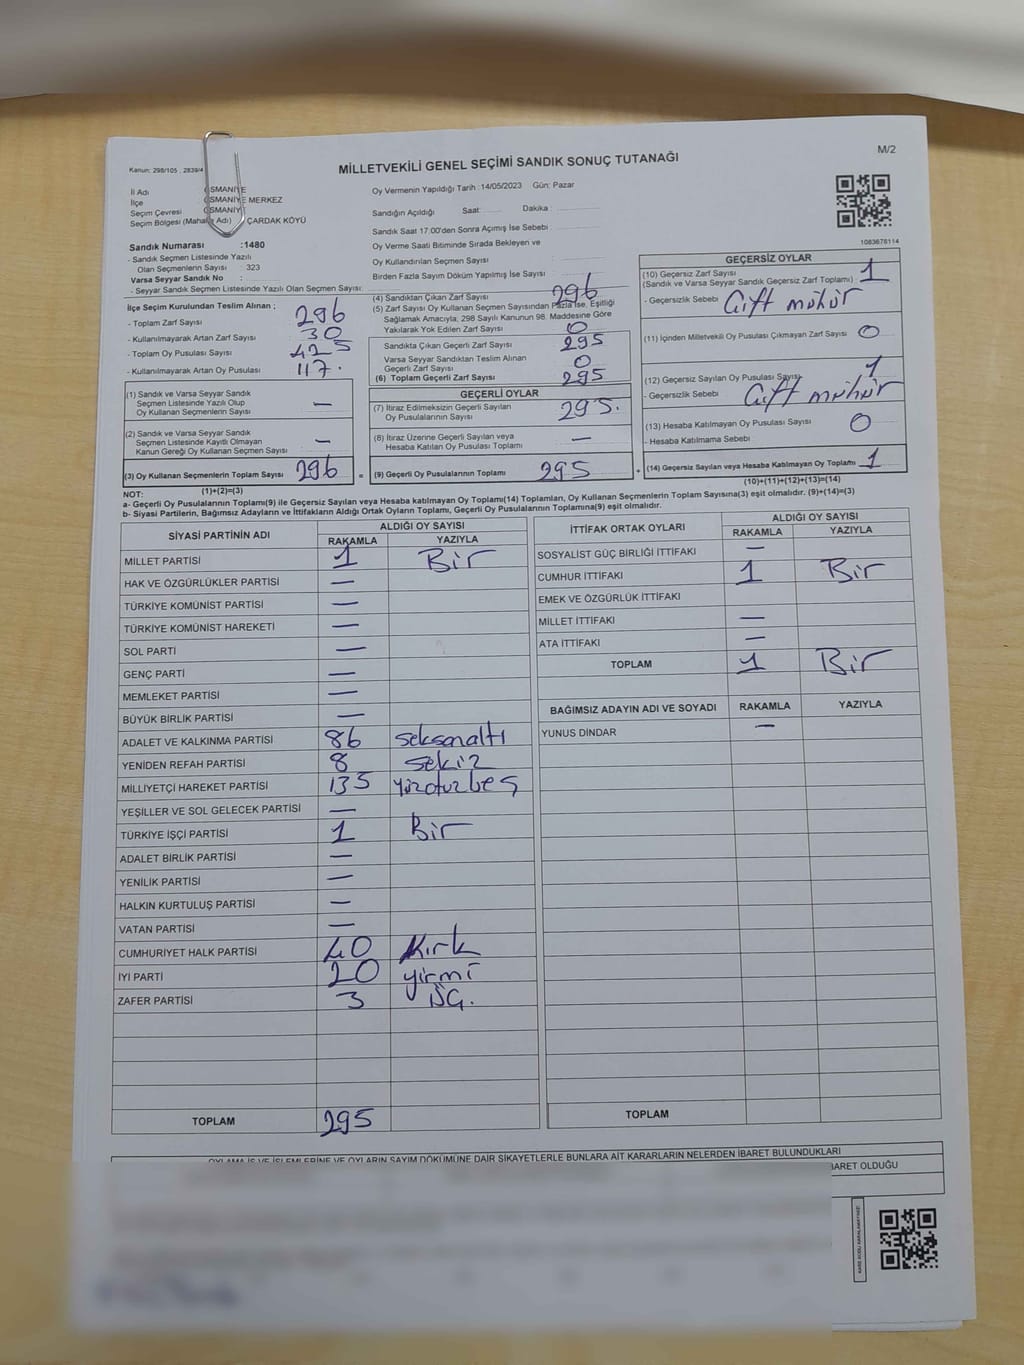 M/2
Kanun: 298/105 ; 2839/4
MİLLETVEKİLİ GENEL SEÇİMİ SANDIK SONUÇ TUTANAĞI
İl Adı OSMANİYE
İlçe OSMANİYE MERKEZ
Seçim Çevresi OSMANİYE
Seçim Bölgesi (Mahalle Adı) ÇARDAK KÖYÜ
Sandık Numarası :1480
- Sandık Seçmen Listesinde Yazılı
Olan Seçmenlerin Sayısı : 323
Varsa Seyyar Sandık No :
- Seyyar Sandık Seçmen Listesinde Yazılı Olan Seçmen Sayısı:
Oy Vermenin Yapıldığı Tarih :14/05/2023 Gün: Pazar
Sandığın Açıldığı Saat: Dakika :
Sandık Saat 17:00'den Sonra Açımış İse Sebebi :
Oy Verme Saati Bitiminde Sırada Bekleyen ve
Oy Kullandırılan Seçmen Sayısı
Birden Fazla Sayım Döküm Yapılmış İse Sayısı :
1083678114
İlçe Seçim Kurulundan Teslim Alınan ;
- Toplam Zarf Sayısı 296
- Kullanılmayarak Artan Zarf Sayısı 30
- Toplam Oy Pusulası Sayısı 425
- Kullanılmayarak Artan Oy Pusulası 117.
(1) Sandık ve Varsa Seyyar Sandık
Seçmen Listesinde Yazılı Olup
Oy Kullanan Seçmenlerin Sayısı —
(2) Sandık ve Varsa Seyyar Sandık
Seçmen Listesinde Kayıtlı Olmayan
Kanun Gereği Oy Kullanan Seçmen Sayısı —
(3) Oy Kullanan Seçmenlerin Toplam Sayısı 296
(1)+(2)=(3)
(4) Sandıktan Çıkan Zarf Sayısı 296
(5) Zarf Sayısı Oy Kullanan Seçmen Sayısından Fazla ise, Eşitliği
Sağlamak Amacıyla, 298 Sayılı Kanunun 98. Maddesine Göre
Yakılarak Yok Edilen Zarf Sayısı 0
Sandıkta Çıkan Geçerli Zarf Sayısı 295
Varsa Seyyar Sandıktan Teslim Alınan
Geçerli Zarf Sayısı 0
(6) Toplam Geçerli Zarf Sayısı 295
GEÇERLİ OYLAR
(7) İtiraz Edilmeksizin Geçerli Sayılan
Oy Pusulalarının Sayısı 295.
(8) İtiraz Üzerine Geçerli Sayılan veya
Hesaba Katılan Oy Pusulası Toplamı —
= (9) Geçerli Oy Pusulalarının Toplamı 295
GEÇERSİZ OYLAR
(10) Geçersiz Zarf Sayısı
(Sandık ve Varsa Seyyar Sandık Geçersiz Zarf Toplamı) 1
- Geçersizlik Sebebi Çift mühür
(11) İçinden Milletvekili Oy Pusulası Çıkmayan Zarf Sayısı 0
(12) Geçersiz Sayılan Oy Pusulası Sayısı 1
- Geçersizlik Sebebi Çift mühür
(13) Hesaba Katılmayan Oy Pusulası Sayısı 0
- Hesaba Katılmama Sebebi
(14) Geçersiz Sayılan veya Hesaba Katılmayan Oy Toplamı 1
(10)+(11)+(12)+(13)=(14)
NOT:
a- Geçerli Oy Pusulalarının Toplamı(9) ile Geçersiz Sayılan veya Hesaba katılmayan Oy Toplamı(14) Toplamları, Oy Kullanan Seçmenlerin Toplam Sayısına(3) eşit olmalıdır. (9)+(14)=(3)
b- Siyasi Partilerin, Bağımsız Adayların ve İttifakların Aldığı Ortak Oyların Toplamı, Geçerli Oy Pusulalarının Toplamına(9) eşit olmalıdır.
SİYASİ PARTİNİN ADI ALDIĞI OY SAYISI
RAKAMLA YAZIYLA
MİLLET PARTİSİ 1 Bir
HAK VE ÖZGÜRLÜKLER PARTİSİ —
TÜRKİYE KOMÜNİST PARTİSİ —
TÜRKİYE KOMÜNİST HAREKETİ —
SOL PARTİ —
GENÇ PARTİ —
MEMLEKET PARTİSİ —
BÜYÜK BİRLİK PARTİSİ —
ADALET VE KALKINMA PARTİSİ 86 seksenaltı
YENİDEN REFAH PARTİSİ 8 sekiz
MİLLİYETÇİ HAREKET PARTİSİ 135 yüzotuzbeş
YEŞİLLER VE SOL GELECEK PARTİSİ —
TÜRKİYE İŞÇİ PARTİSİ 1 Bir
ADALET BİRLİK PARTİSİ —
YENİLİK PARTİSİ —
HALKIN KURTULUŞ PARTİSİ —
VATAN PARTİSİ —
CUMHURİYET HALK PARTİSİ 40 Kırk
İYİ PARTİ 20 yirmi
ZAFER PARTİSİ 3 üç.
TOPLAM 295
İTTİFAK ORTAK OYLARI ALDIĞI OY SAYISI
RAKAMLA YAZIYLA
SOSYALİST GÜÇ BİRLİĞİ İTTİFAKI —
CUMHUR İTTİFAKI 1 Bir
EMEK VE ÖZGÜRLÜK İTTİFAKI
MİLLET İTTİFAKI —
ATA İTTİFAKI —
TOPLAM 1 Bir
BAĞIMSIZ ADAYIN ADI VE SOYADI RAKAMLA YAZIYLA
YUNUS DİNDAR —
TOPLAM
OYLAMA İŞ VE İŞLEMLERİNE VE OYLARIN SAYIM DÖKÜMÜNE DAİR ŞİKAYETLERLE BUNLARA AİT KARARLARIN NELERDEN İBARET BULUNDUKLARI
BARET OLDUĞU
KARE KODU KARALAMAYINIZ!